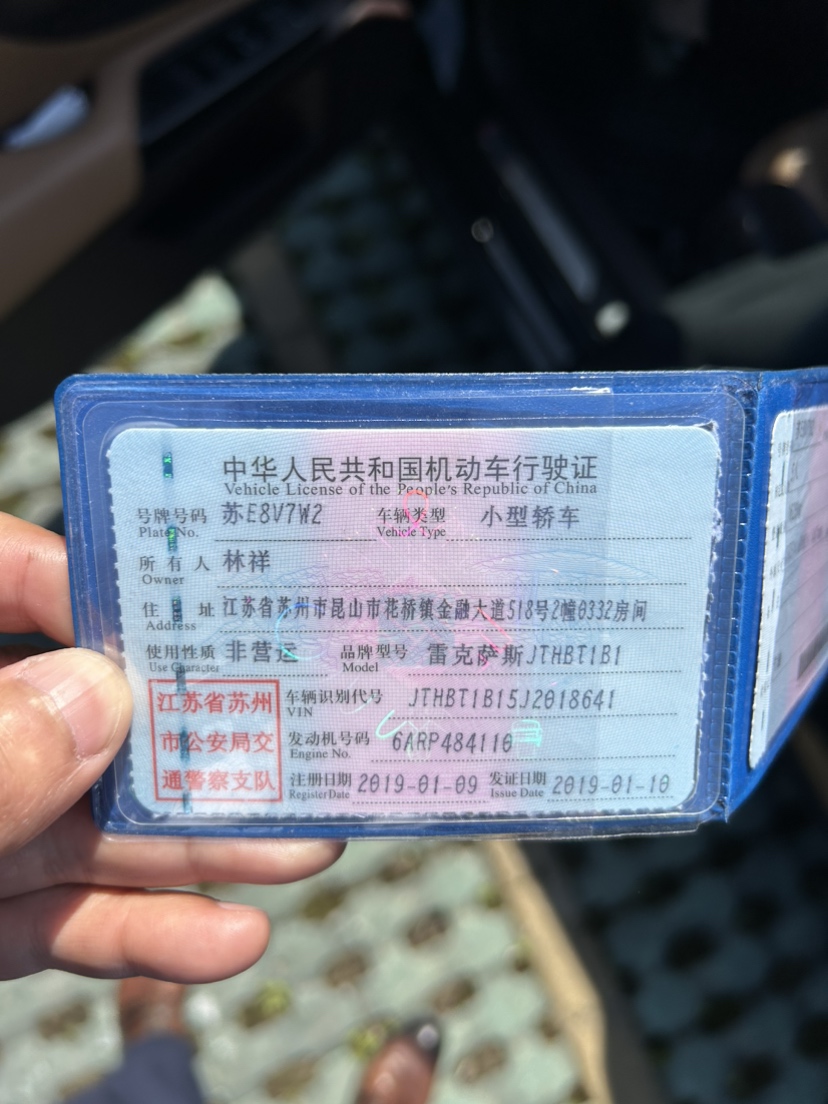 中华人民共和国机动车行驶证
Vehicle License of the People's Republic of China
号牌号码 苏E8V7W2 车辆类型 小型轿车
Plate No. Vehicle Type
所有人 林祥
Owner
住址 江苏省苏州市昆山市花桥镇金融大道518号2幢0332房间
Address
使用性质 非营运 品牌型号 雷克萨斯JTHBT1B1
Use Character Model
江苏省苏州 车辆识别代号 JTHBT1B15J2018641
VIN
市公安局交 发动机号码 6ARP484110
Engine No.
通警察支队 注册日期 2019-01-09 发证日期 2019-01-10
Register Date Issue Date